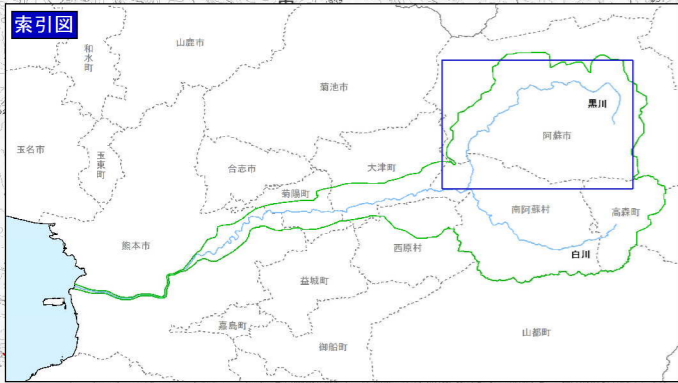 索引図
和水町
山鹿市
菊池市
黒川
阿蘇市
玉名市
玉東町
合志市
大津町
菊陽町
南阿蘇村
高森町
熊本市
西原村
白川
益城町
嘉島町
御船町
山都町